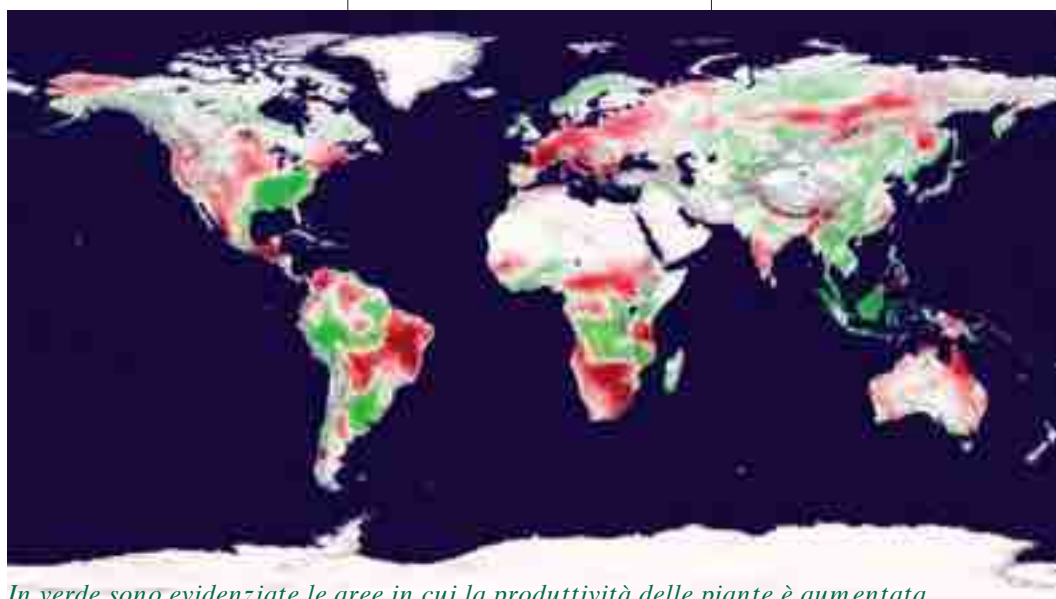 In verde sono evidenziate le aree in cui la produttività delle piante è aumentata